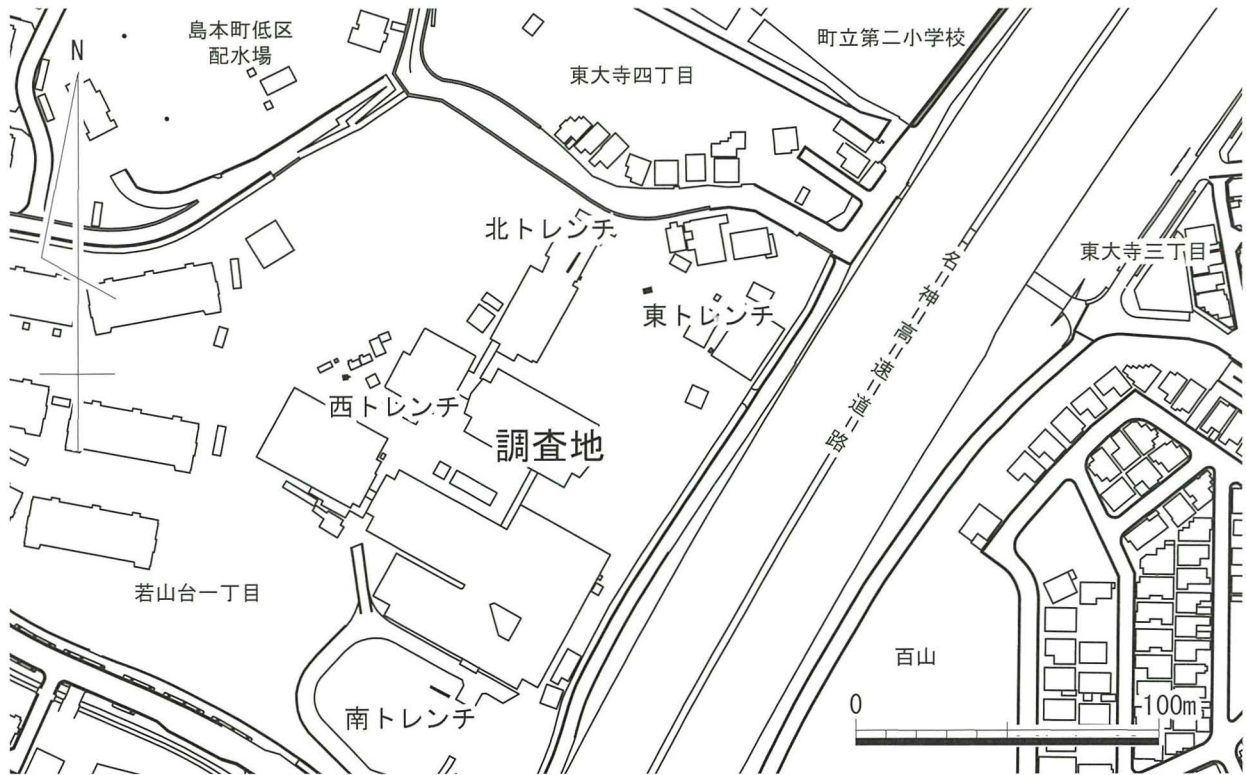 島本町低区
配水場
N
町立第二小学校
東大寺四丁目
北トレンチ
東大寺三丁目
名神高速道路
東トレンチ
西トレンチ
調査地
若山台一丁目
百山
0
100m
南トレンチ